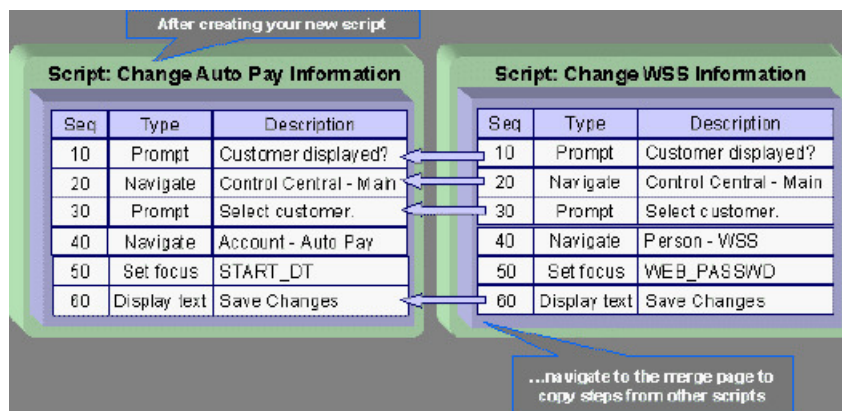 After creating your new script
Script: Change Auto Pay Information
Seq Type Description
10 Prompt Customer displayed?
20 Navigate Control Central - Main
30 Prompt Select customer.
40 Navigate Account - Auto Pay
50 Set focus START_DT
60 Display text Save Changes
Script: Change WSS Information
Seq Type Description
10 Prompt Customer displayed?
20 Navigate Control Central - Main
30 Prompt Select customer.
40 Navigate Person - WSS
50 Set focus WEB_PASSWD
60 Display text Save Changes
...navigate to the merge page to
copy steps from other scripts